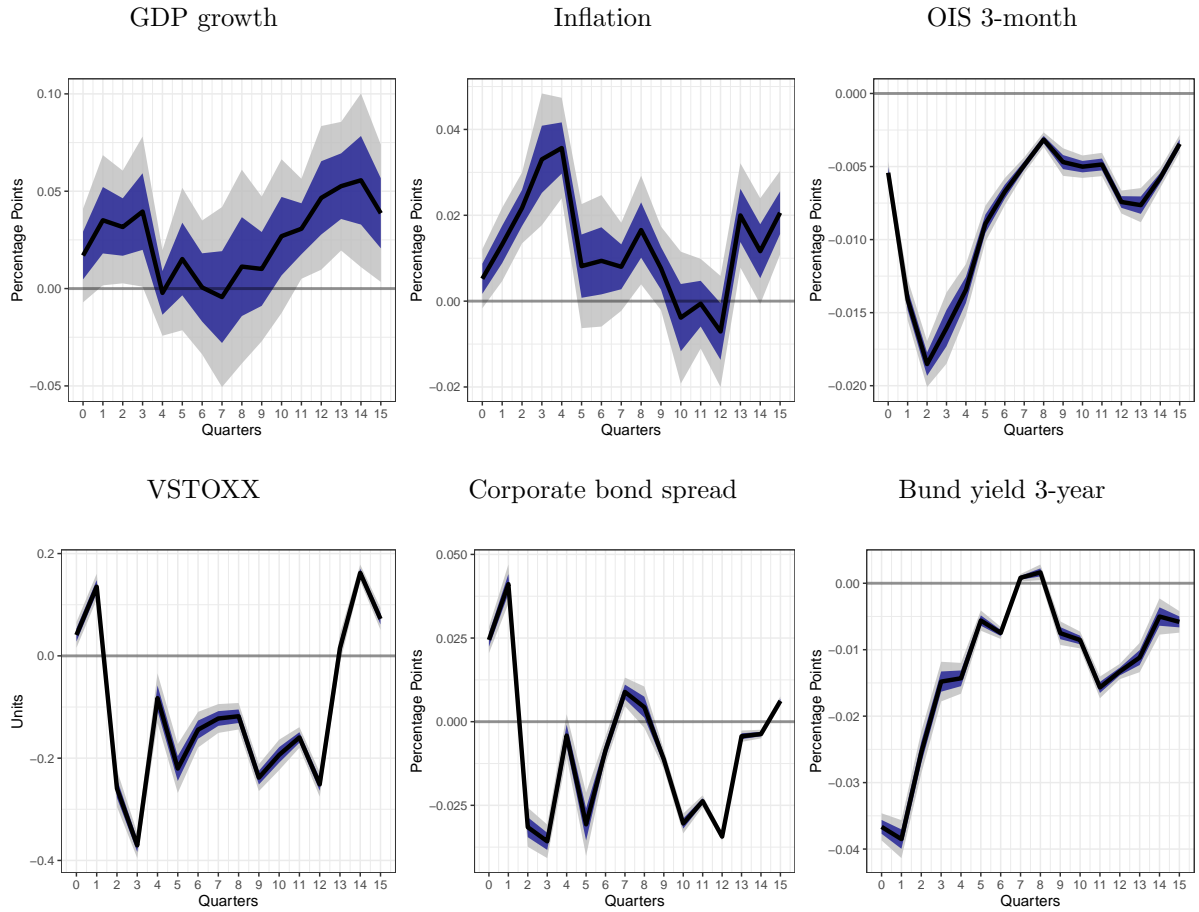 GDP growth
Inflation
OIS 3-month
Percentage Points
0.10
0.05
0.00
−0.05
0 1 2 3 4 5 6 7 8 9 10 11 12 13 14 15
Quarters
Percentage Points
0.04
0.02
0.00
−0.02
0 1 2 3 4 5 6 7 8 9 10 11 12 13 14 15
Quarters
Percentage Points
0.000
−0.005
−0.010
−0.015
−0.020
0 1 2 3 4 5 6 7 8 9 10 11 12 13 14 15
Quarters
VSTOXX
Corporate bond spread
Bund yield 3-year
Units
0.2
0.0
−0.2
−0.4
0 1 2 3 4 5 6 7 8 9 10 11 12 13 14 15
Quarters
Percentage Points
0.050
0.025
0.000
−0.025
0 1 2 3 4 5 6 7 8 9 10 11 12 13 14 15
Quarters
Percentage Points
0.00
−0.01
−0.02
−0.03
−0.04
0 1 2 3 4 5 6 7 8 9 10 11 12 13 14 15
Quarters